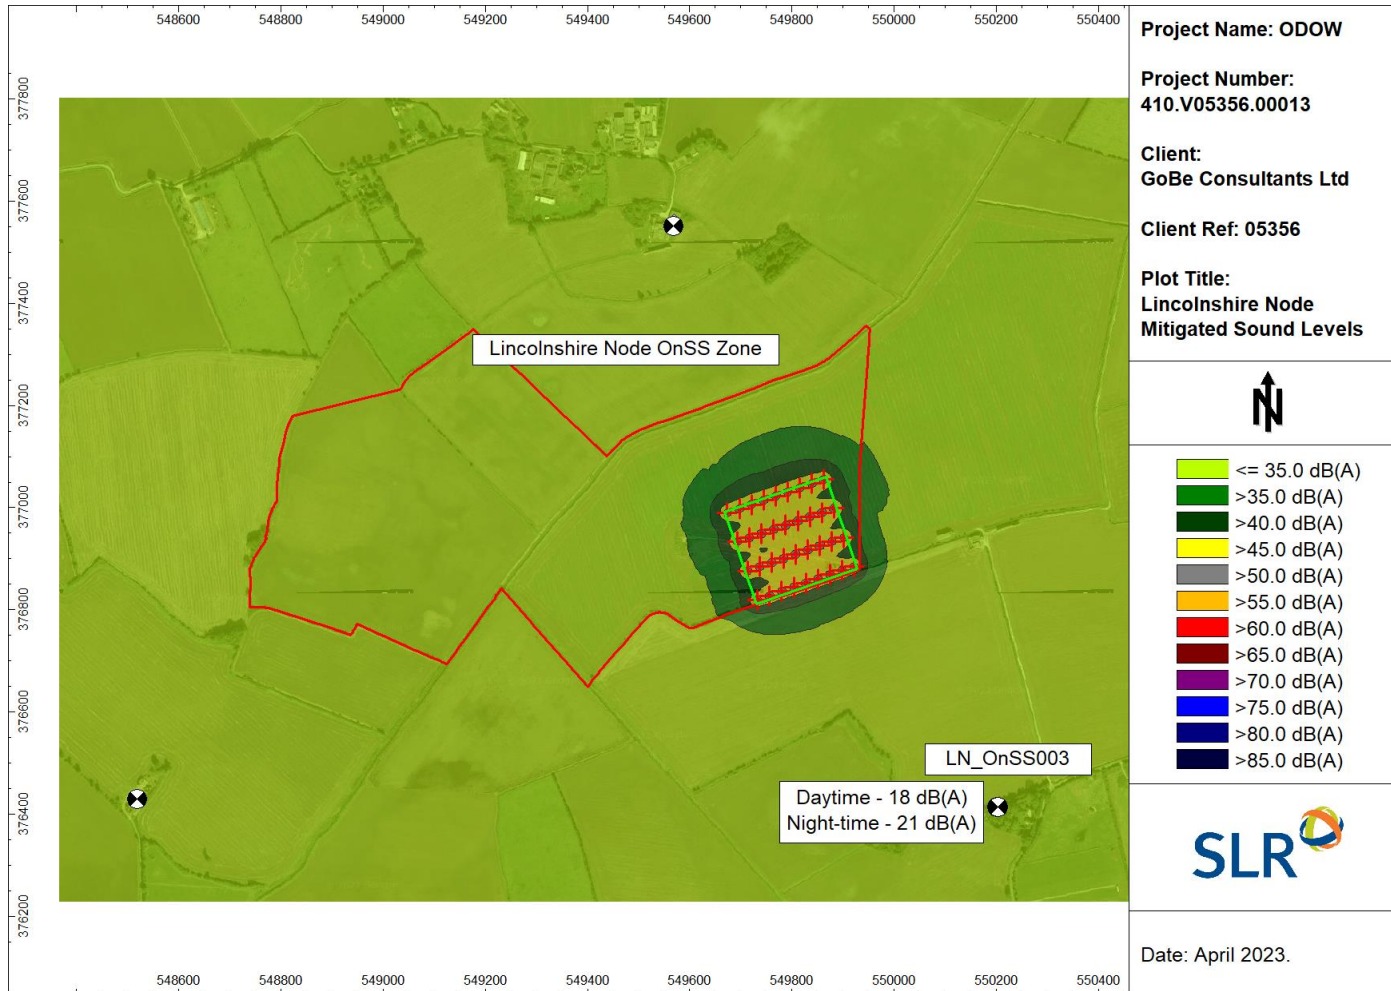 548600 548800 549000 549200 549400 549600 549800 550000 550200 550400
377800
377600
377400
377200
377000
376800
376600
376400
376200
Lincolnshire Node OnSS Zone
LN_OnSS003
Daytime - 18 dB(A)
Night-time - 21 dB(A)
548600 548800 549000 549200 549400 549600 549800 550000 550200 550400
Project Name: ODOW
Project Number:
410.V05356.00013
Client:
GoBe Consultants Ltd
Client Ref: 05356
Plot Title:
Lincolnshire Node
Mitigated Sound Levels
N
<= 35.0 dB(A)
>35.0 dB(A)
>40.0 dB(A)
>45.0 dB(A)
>50.0 dB(A)
>55.0 dB(A)
>60.0 dB(A)
>65.0 dB(A)
>70.0 dB(A)
>75.0 dB(A)
>80.0 dB(A)
>85.0 dB(A)
SLR
Date: April 2023.